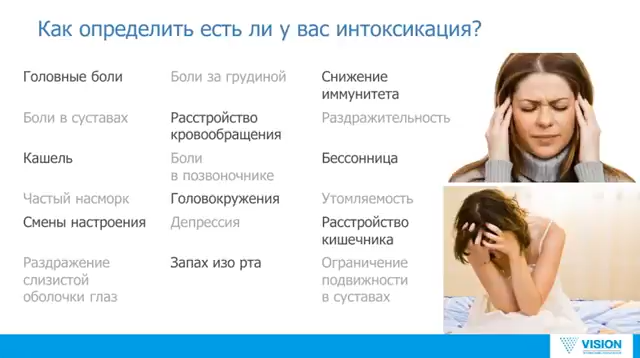 Как определить есть ли у вас интоксикация?
Головные боли
Боли за грудиной
Снижение
иммунитета
Боли в суставах
Расстройство
кровообращения
Раздражительность
Кашель
Боли
в позвоночнике
Бессонница
Частый насморк
Головокружения
Утомляемость
Смены настроения
Депрессия
Расстройство
кишечника
Раздражение
слизистой
оболочки глаз
Запах изо рта
Ограничение
подвижности
в суставах
VISION